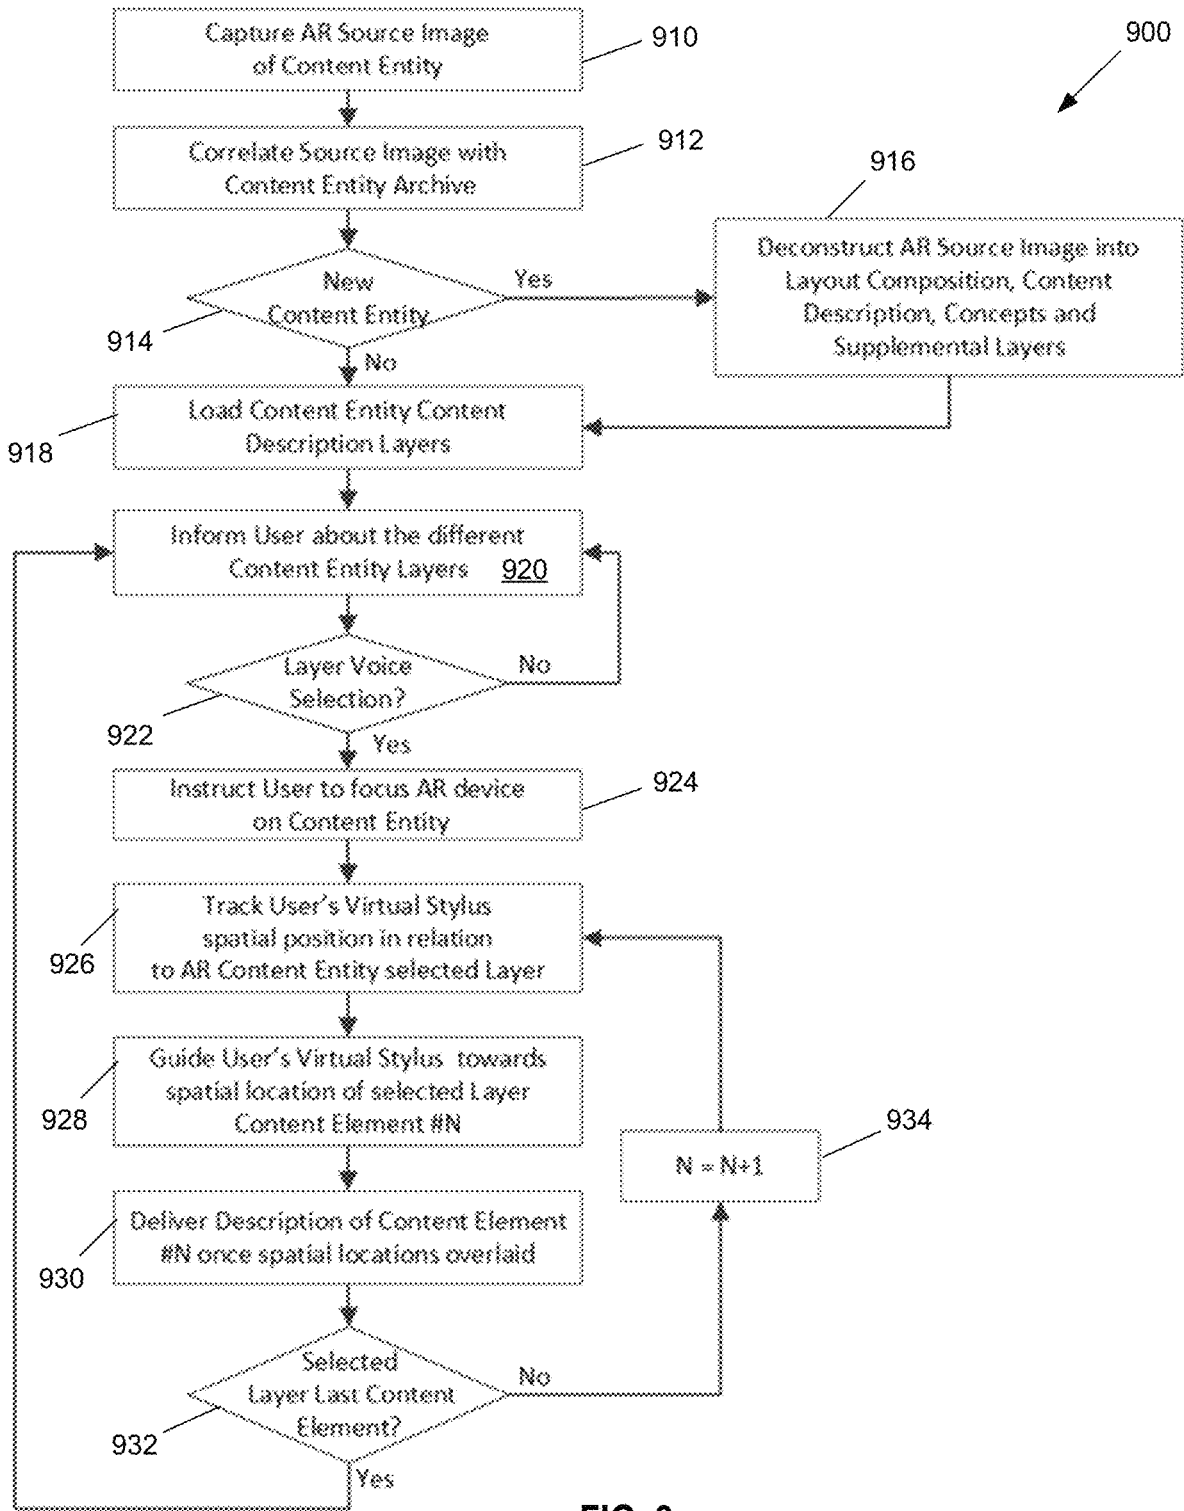 Capture AR Source Image
of Content Entity
910
900
Correlate Source Image with
Content Entity Archive
912
916
New
Content Entity
914
Yes
No
Deconstruct AR Source Image into
Layout Composition, Content
Description, Concepts and
Supplemental Layers
Load Content Entity Content
Description Layers
918
Inform User about the different
Content Entity Layers 920
Layer Voice
Selection?
No
922
Yes
Instruct User to focus AR device
on Content Entity
924
Track User's Virtual Stylus
spatial position in relation
to AR Content Entity selected Layer
926
Guide User's Virtual Stylus towards
spatial location of selected Layer
Content Element #N
928
934
N = N+1
Deliver Description of Content Element
#N once spatial locations overlaid
930
Selected
Layer Last Content
Element?
No
932
Yes
FIG.